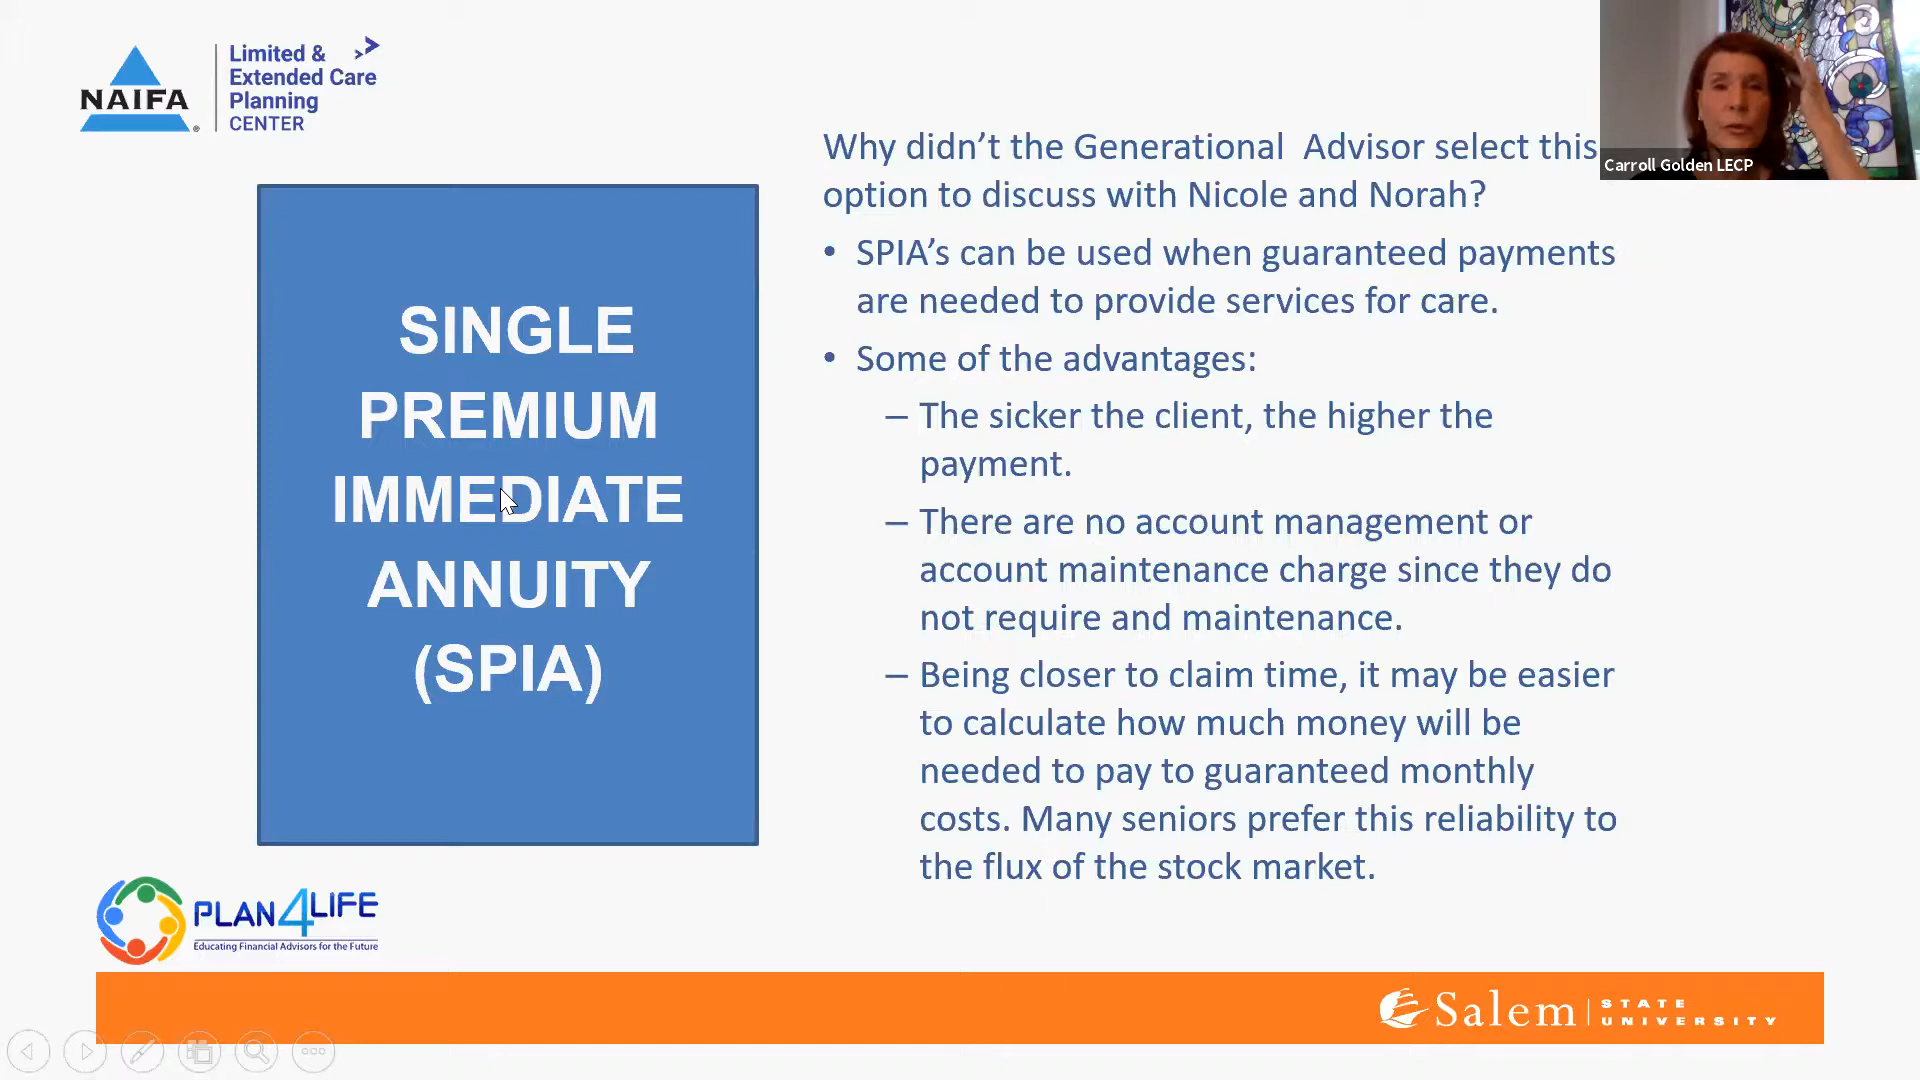 NAIFA®
Limited &
Extended Care
Planning
CENTER
Carroll Golden LECP
Why didn’t the Generational Advisor select this
option to discuss with Nicole and Norah?
• SPIA’s can be used when guaranteed payments
are needed to provide services for care.
• Some of the advantages:
– The sicker the client, the higher the
payment.
– There are no account management or
account maintenance charge since they do
not require and maintenance.
– Being closer to claim time, it may be easier
to calculate how much money will be
needed to pay to guaranteed monthly
costs. Many seniors prefer this reliability to
the flux of the stock market.
SINGLE
PREMIUM
IMMEDIATE
ANNUITY
(SPIA)
PLAN4LIFE
Educating Financial Advisors for the Future
Salem STATE
UNIVERSITY